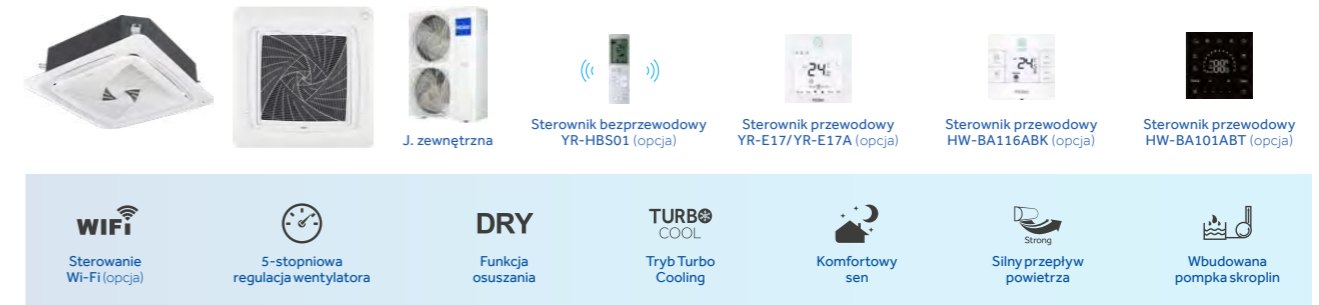 J. zewnętrzna
Sterownik bezprzewodowy
YR-HBS01 (opcja)
Sterownik przewodowy
YR-E17/YR-E17A (opcja)
Sterownik przewodowy
HW-BA116ABK (opcja)
Sterownik przewodowy
HW-BA101ABT (opcja)
WIFI
Sterowanie
Wi-Fi (opcja)
5-stopniowa
regulacja wentylatora
DRY
Funkcja
osuszania
TURBO
COOL
Tryb Turbo
Cooling
Komfortowy
sen
Strong
Silny przepływ
powietrza
Wbudowana
pompka skroplin